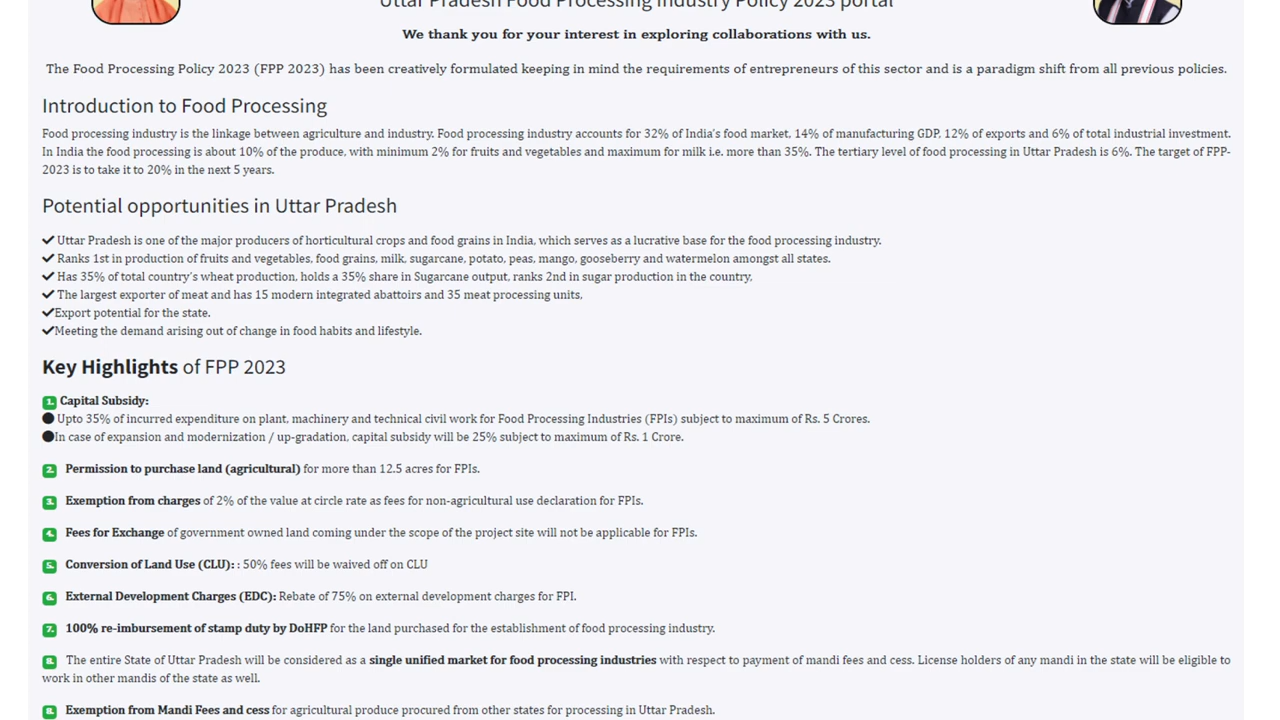 Uttar Pradesh Food Processing Industry Policy 2023 portal
We thank you for your interest in exploring collaborations with us.
The Food Processing Policy 2023 (FPP 2023) has been creatively formulated keeping in mind the requirements of entrepreneurs of this sector and is a paradigm shift from all previous policies.
Introduction to Food Processing
Food processing industry is the linkage between agriculture and industry. Food processing industry accounts for 32% of India's food market, 14% of manufacturing GDP, 12% of exports and 6% of total industrial investment.
In India the food processing is about 10% of the produce, with minimum 2% for fruits and vegetables and maximum for milk i.e. more than 35%. The tertiary level of food processing in Uttar Pradesh is 6%. The target of FPP-
2023 is to take it to 20% in the next 5 years.
Potential opportunities in Uttar Pradesh
✔ Uttar Pradesh is one of the major producers of horticultural crops and food grains in India, which serves as a lucrative base for the food processing industry.
✔ Ranks 1st in production of fruits and vegetables, food grains, milk, sugarcane, potato, peas, mango, gooseberry and watermelon amongst all states.
✔ Has 35% of total country's wheat production, holds a 35% share in Sugarcane output, ranks 2nd in sugar production in the country,
✔ The largest exporter of meat and has 15 modern integrated abattoirs and 35 meat processing units,
✔Export potential for the state.
✔Meeting the demand arising out of change in food habits and lifestyle.
Key Highlights of FPP 2023
1. Capital Subsidy:
● Upto 35% of incurred expenditure on plant, machinery and technical civil work for Food Processing Industries (FPIs) subject to maximum of Rs. 5 Crores.
●In case of expansion and modernization / up-gradation, capital subsidy will be 25% subject to maximum of Rs. 1 Crore.
2. Permission to purchase land (agricultural) for more than 12.5 acres for FPIs.
3. Exemption from charges of 2% of the value at circle rate as fees for non-agricultural use declaration for FPIs.
4. Fees for Exchange of government owned land coming under the scope of the project site will not be applicable for FPIs.
5. Conversion of Land Use (CLU): : 50% fees will be waived off on CLU
6. External Development Charges (EDC): Rebate of 75% on external development charges for FPI.
7. 100% re-imbursement of stamp duty by DoHFP for the land purchased for the establishment of food processing industry.
8. The entire State of Uttar Pradesh will be considered as a single unified market for food processing industries with respect to payment of mandi fees and cess. License holders of any mandi in the state will be eligible to
work in other mandis of the state as well.
8. Exemption from Mandi Fees and cess for agricultural produce procured from other states for processing in Uttar Pradesh.